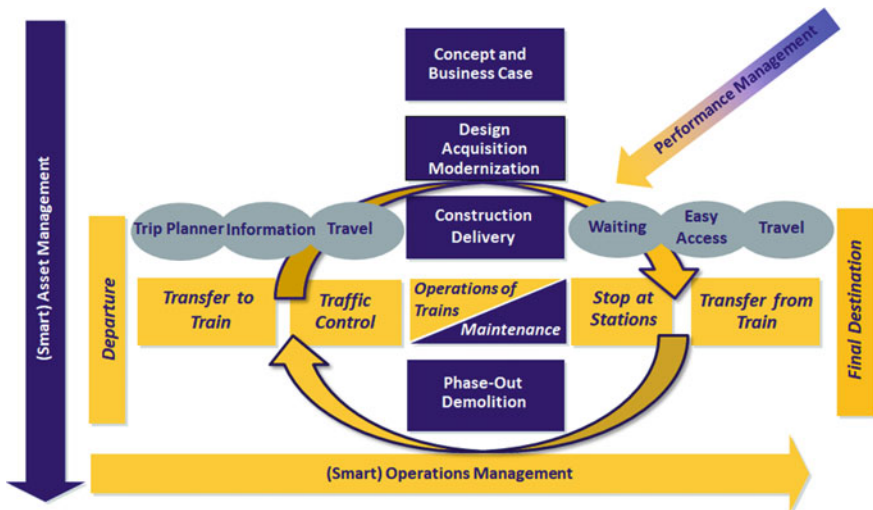 Concept and
Business Case
Performance Management
Design
Acquisition
Modernization
(Smart) Asset Management
Trip Planner
Information
Travel
Construction
Delivery
Waiting
Easy
Access
Travel
Departure
Transfer to
Train
Traffic
Control
Operations of
Trains
Maintenance
Stop at
Stations
Transfer from
Train
Final Destination
Phase-Out
Demolition
(Smart) Operations Management